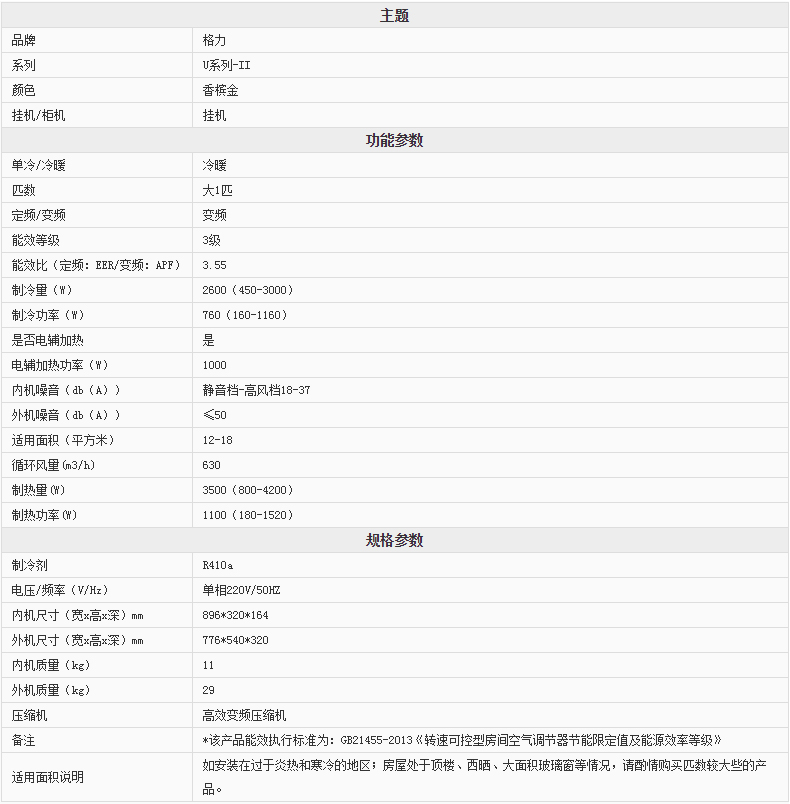 主题
品牌 格力
系列 U系列-II
颜色 香槟金
挂机/柜机 挂机
功能参数
单冷/冷暖 冷暖
匹数 大1匹
定频/变频 变频
能效等级 3级
能效比（定频：EER/变频：APF） 3.55
制冷量（W） 2600（450-3000）
制冷功率（W） 760（160-1160）
是否电辅加热 是
电辅加热功率（W） 1000
内机噪音（db（A）） 静音档-高风档18-37
外机噪音（db（A）） ≤50
适用面积（平方米） 12-18
循环风量(m3/h) 630
制热量(W) 3500（800-4200）
制热功率(W) 1100（180-1520）
规格参数
制冷剂 R410a
电压/频率（V/Hz） 单相220V/50HZ
内机尺寸（宽x高x深）mm 896*320*164
外机尺寸（宽x高x深）mm 776*540*320
内机质量（kg） 11
外机质量（kg） 29
压缩机 高效变频压缩机
备注 *该产品能效执行标准为：GB21455-2013《转速可控型房间空气调节器节能限定值及能源效率等级》
适用面积说明 如安装在过于炎热和寒冷的地区；房屋处于顶楼、西晒、大面积玻璃窗等情况，请酌情购买匹数较大些的产
品。